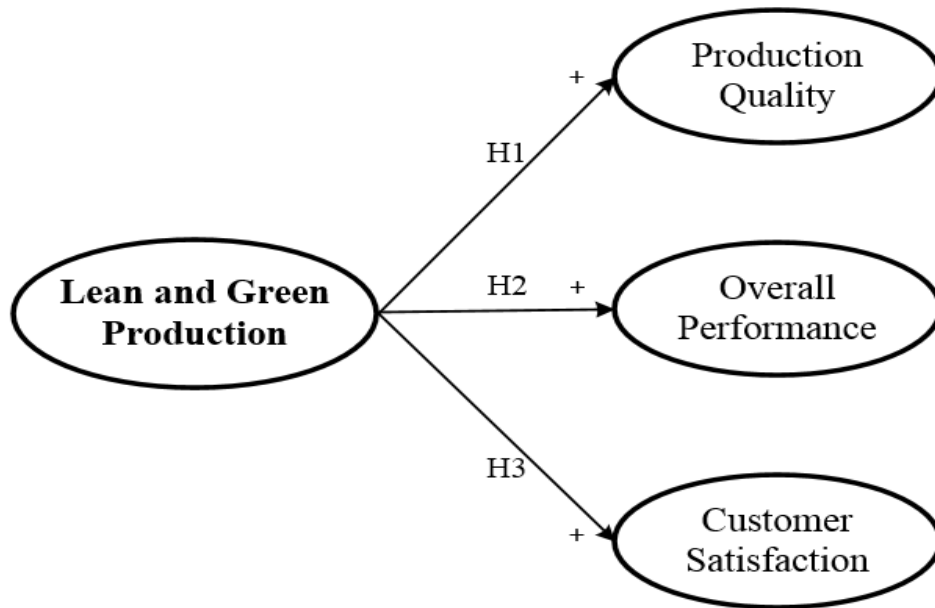 Production
Quality
+
H1
Lean and Green
Production
H2
+
Overall
Performance
H3
+
Customer
Satisfaction